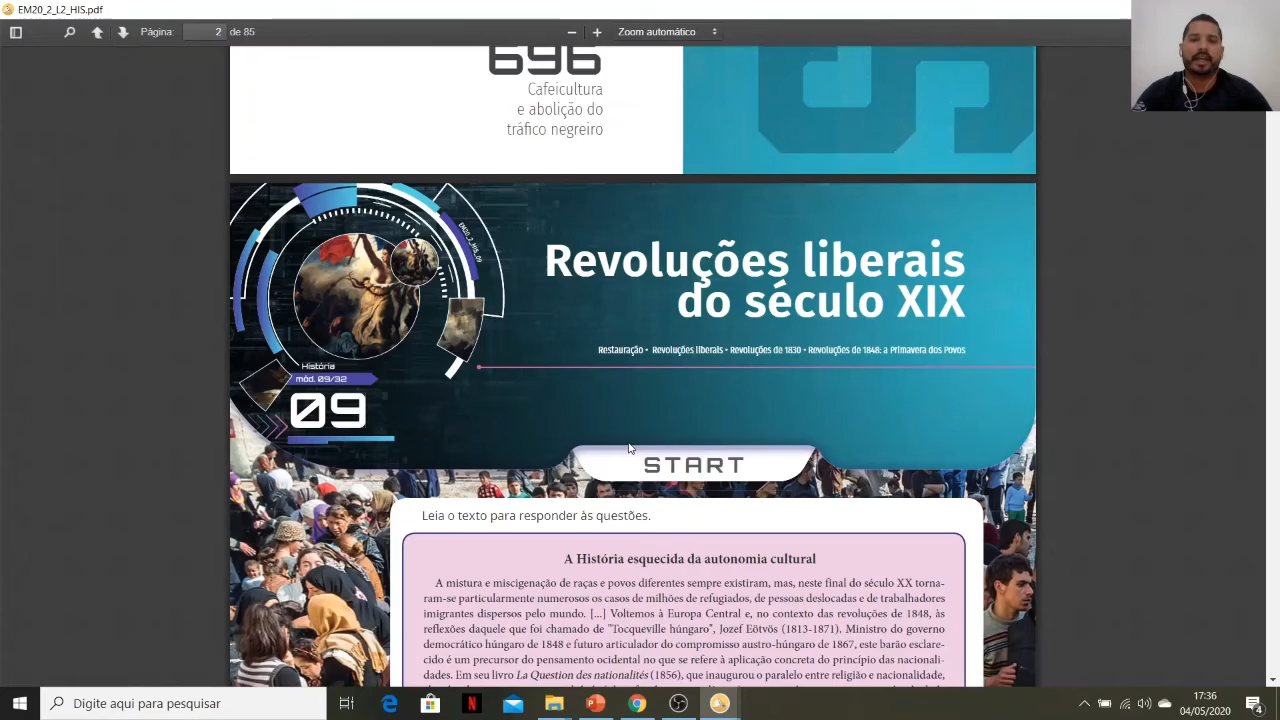 EM20_2_L2_HIS.pdf
Página: 2 de 85
Zoom automático
696
Cafeicultura
e abolição do
tráfico negreiro
EM20_2_HIS_09
Revoluções liberais
do século XIX
Restauração • Revoluções liberais • Revoluções de 1830 • Revoluções de 1848: a Primavera dos Povos
História
mód. 09/32
09
START
Leia o texto para responder às questões.
A História esquecida da autonomia cultural
A mistura e miscigenação de raças e povos diferentes sempre existiram, mas, neste final do século XX torna-
ram-se particularmente numerosos os casos de milhões de refugiados, de pessoas deslocadas e de trabalhadores
imigrantes dispersos pelo mundo. [...] Voltemos à Europa Central e, no contexto das revoluções de 1848, às
reflexões daquele que foi chamado de "Tocqueville húngaro", Jozef Eötvös (1813-1871). Ministro do governo
democrático húngaro de 1848 e futuro articulador do compromisso austro-húngaro de 1867, este barão esclare-
cido é um precursor do pensamento ocidental no que se refere à aplicação concreta do princípio das nacionali-
dades. Em seu livro La Question des nationalités (1856), que inaugurou o paralelo entre religião e nacionalidade,
Digite aqui para pesquisar
17:36
04/05/2020
4